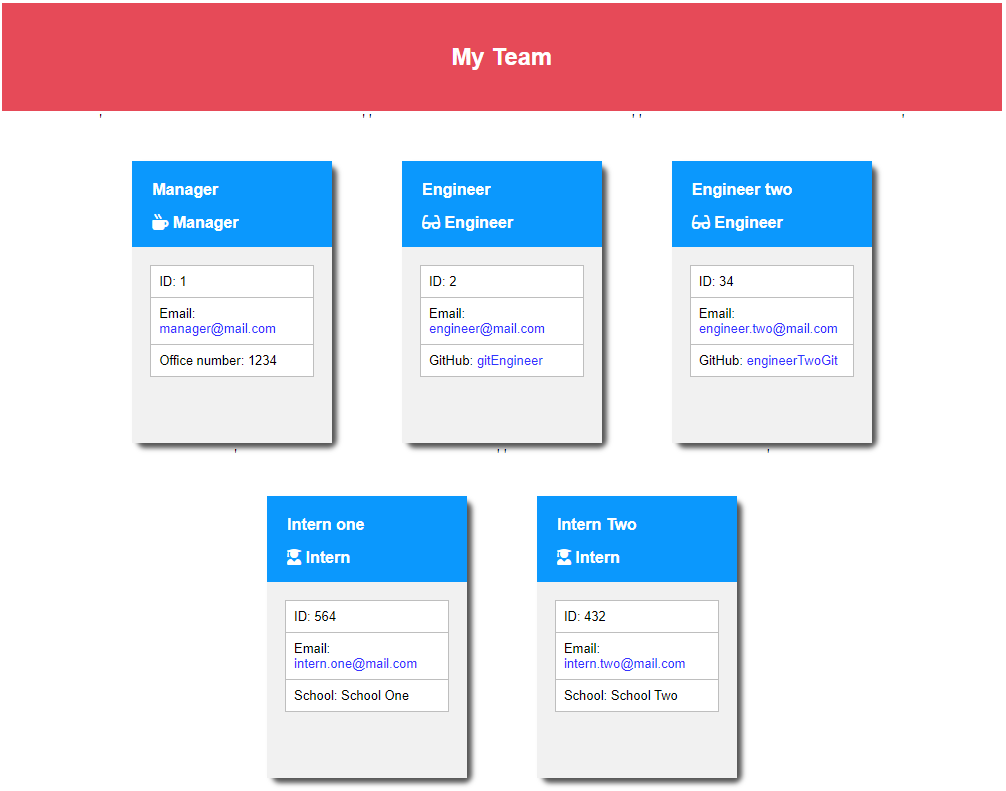 My Team
, , , , , ,
Manager
Manager
ID: 1
Email:
manager@mail.com
Office number: 1234
Engineer
Engineer
ID: 2
Email:
engineer@mail.com
GitHub: gitEngineer
Engineer two
Engineer
ID: 34
Email:
engineer.two@mail.com
GitHub: engineerTwoGit
, , , ,
Intern one
Intern
ID: 564
Email:
intern.one@mail.com
School: School One
Intern Two
Intern
ID: 432
Email:
intern.two@mail.com
School: School Two